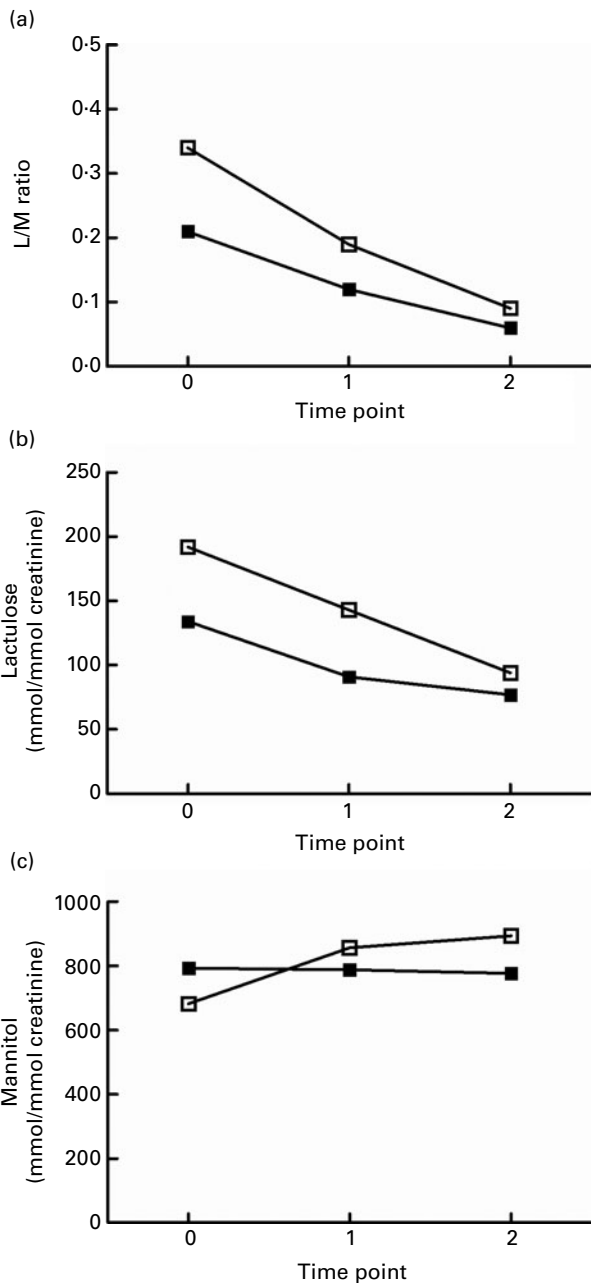 (a)
0·5
0·4
0·3
0·2
0·1
0·0
L/M ratio
0 1 2
Time point
(b)
250
200
150
100
50
0
Lactulose
(mmol/mmol creatinine)
0 1 2
Time point
(c)
1000
800
600
400
200
0
Mannitol
(mmol/mmol creatinine)
0 1 2
Time point